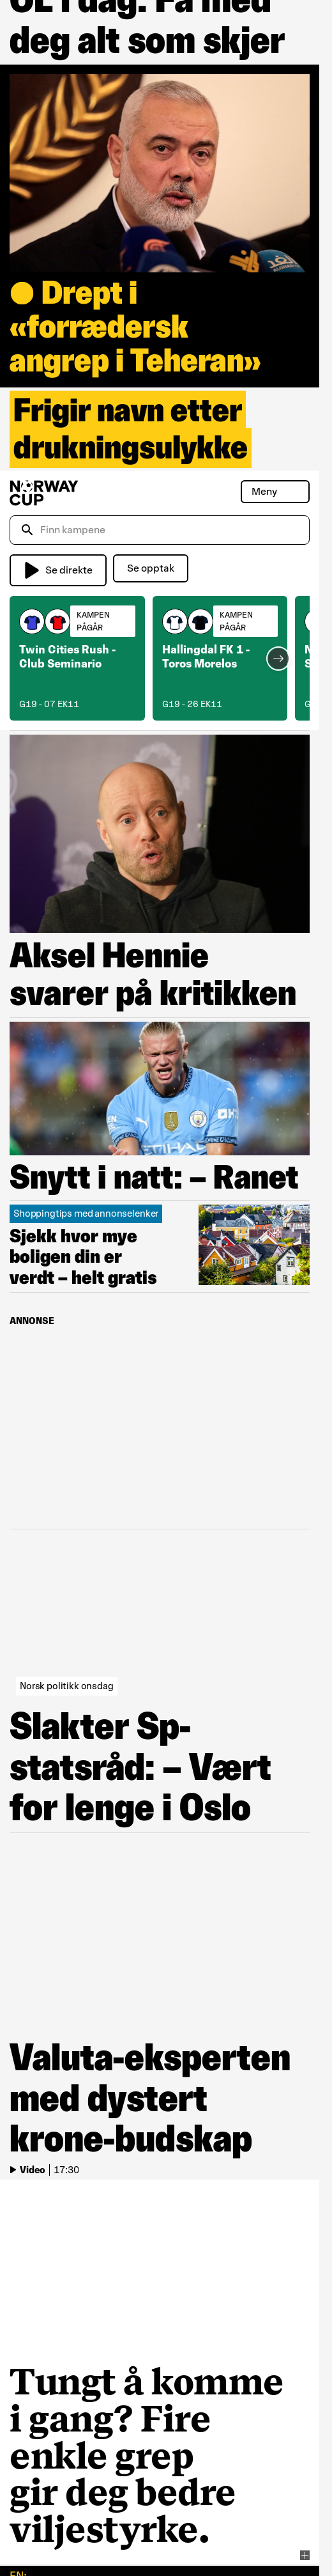 OL i dag: Få med
deg alt som skjer
Drept i
«forrædersk
angrep i Teheran»
Frigir navn etter
drukningsulykke
NORWAY
CUP
Meny
Finn kampene
Se direkte
Se opptak
KAMPEN
PÅGÅR
Twin Cities Rush -
Club Seminario
G19 - 07 EK11
KAMPEN
PÅGÅR
Hallingdal FK 1 -
Toros Morelos
G19 - 26 EK11
Aksel Hennie
svarer på kritikken
Snytt i natt: – Ranet
Shoppingtips med annonselenker
Sjekk hvor mye
boligen din er
verdt – helt gratis
ANNONSE
Norsk politikk onsdag
Slakter Sp-
statsråd: – Vært
for lenge i Oslo
Valuta-eksperten
med dystert
krone-budskap
Video
17:30
Tungt å komme
i gang? Fire
enkle grep
gir deg bedre
viljestyrke.